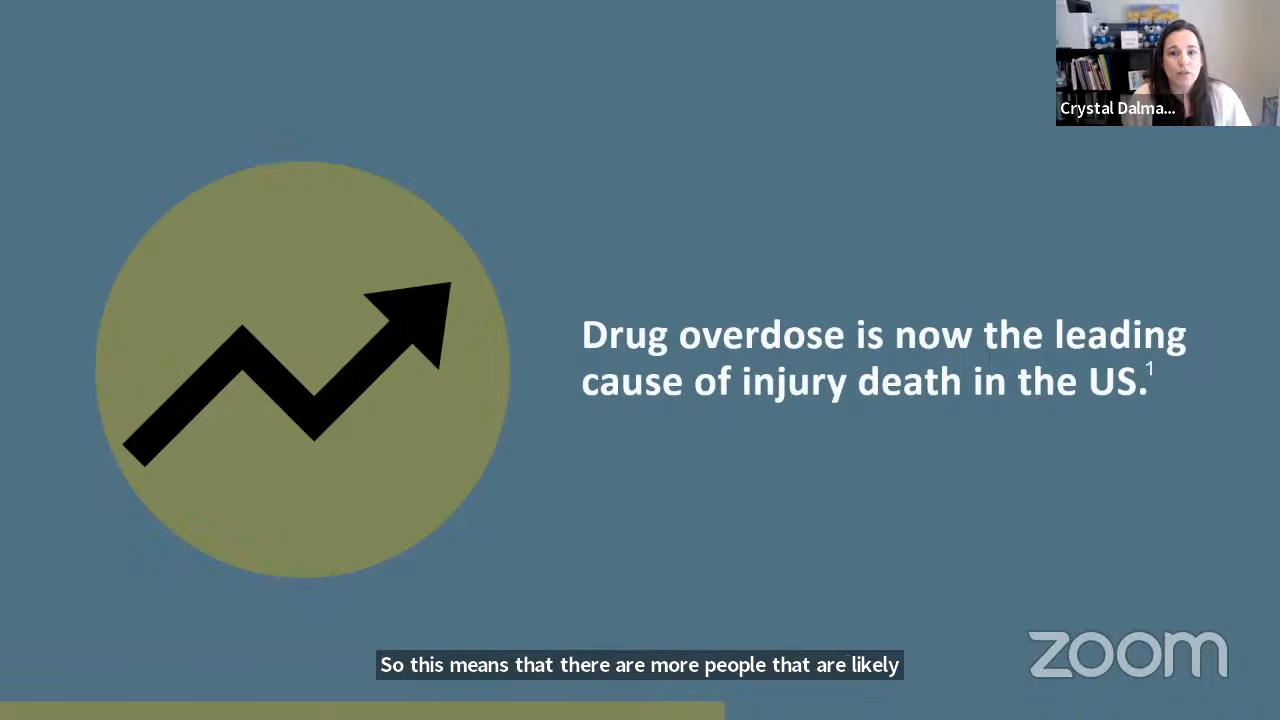 Crystal Dalma...
Drug overdose is now the leading
cause of injury death in the US.1
So this means that there are more people that are likely
zoom